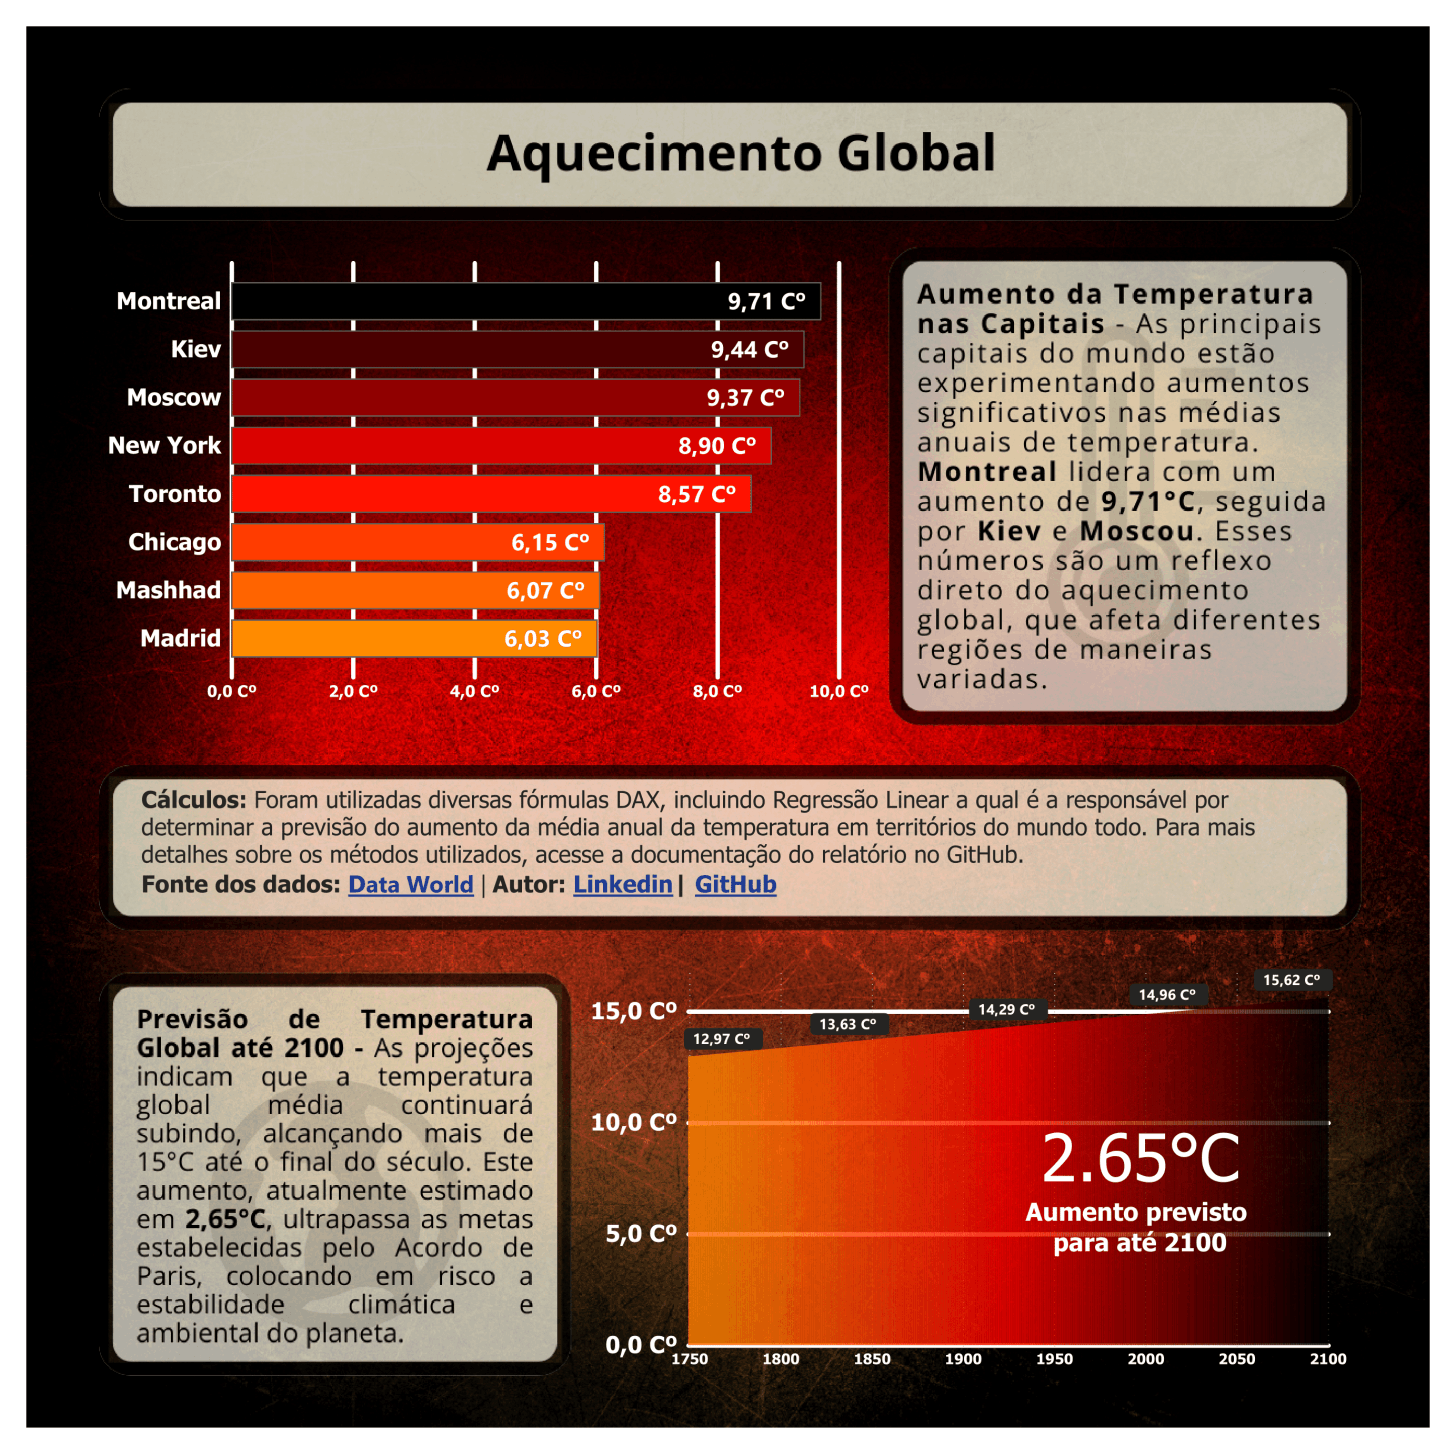 Aquecimento Global
Montreal 9,71 Cº
Kiev 9,44 Cº
Moscow 9,37 Cº
New York 8,90 Cº
Toronto 8,57 Cº
Chicago 6,15 Cº
Mashhad 6,07 Cº
Madrid 6,03 Cº
0,0 Cº 2,0 Cº 4,0 Cº 6,0 Cº 8,0 Cº 10,0 Cº
Aumento da Temperatura
nas Capitais - As principais
capitais do mundo estão
experimentando aumentos
significativos nas médias
anuais de temperatura.
Montreal lidera com um
aumento de 9,71°C, seguida
por Kiev e Moscou. Esses
números são um reflexo
direto do aquecimento
global, que afeta diferentes
regiões de maneiras
variadas.
Cálculos: Foram utilizadas diversas fórmulas DAX, incluindo Regressão Linear a qual é a responsável por
determinar a previsão do aumento da média anual da temperatura em territórios do mundo todo. Para mais
detalhes sobre os métodos utilizados, acesse a documentação do relatório no GitHub.
Fonte dos dados: Data World | Autor: Linkedin | GitHub
Previsão de Temperatura
Global até 2100 - As projeções
indicam que a temperatura
global média continuará
subindo, alcançando mais de
15°C até o final do século. Este
aumento, atualmente estimado
em 2,65°C, ultrapassa as metas
estabelecidas pelo Acordo de
Paris, colocando em risco a
estabilidade climática e
ambiental do planeta.
15,0 Cº
10,0 Cº
5,0 Cº
0,0 Cº
12,97 Cº
13,63 Cº
14,29 Cº
14,96 Cº
15,62 Cº
2.65°C
Aumento previsto
para até 2100
1750 1800 1850 1900 1950 2000 2050 2100